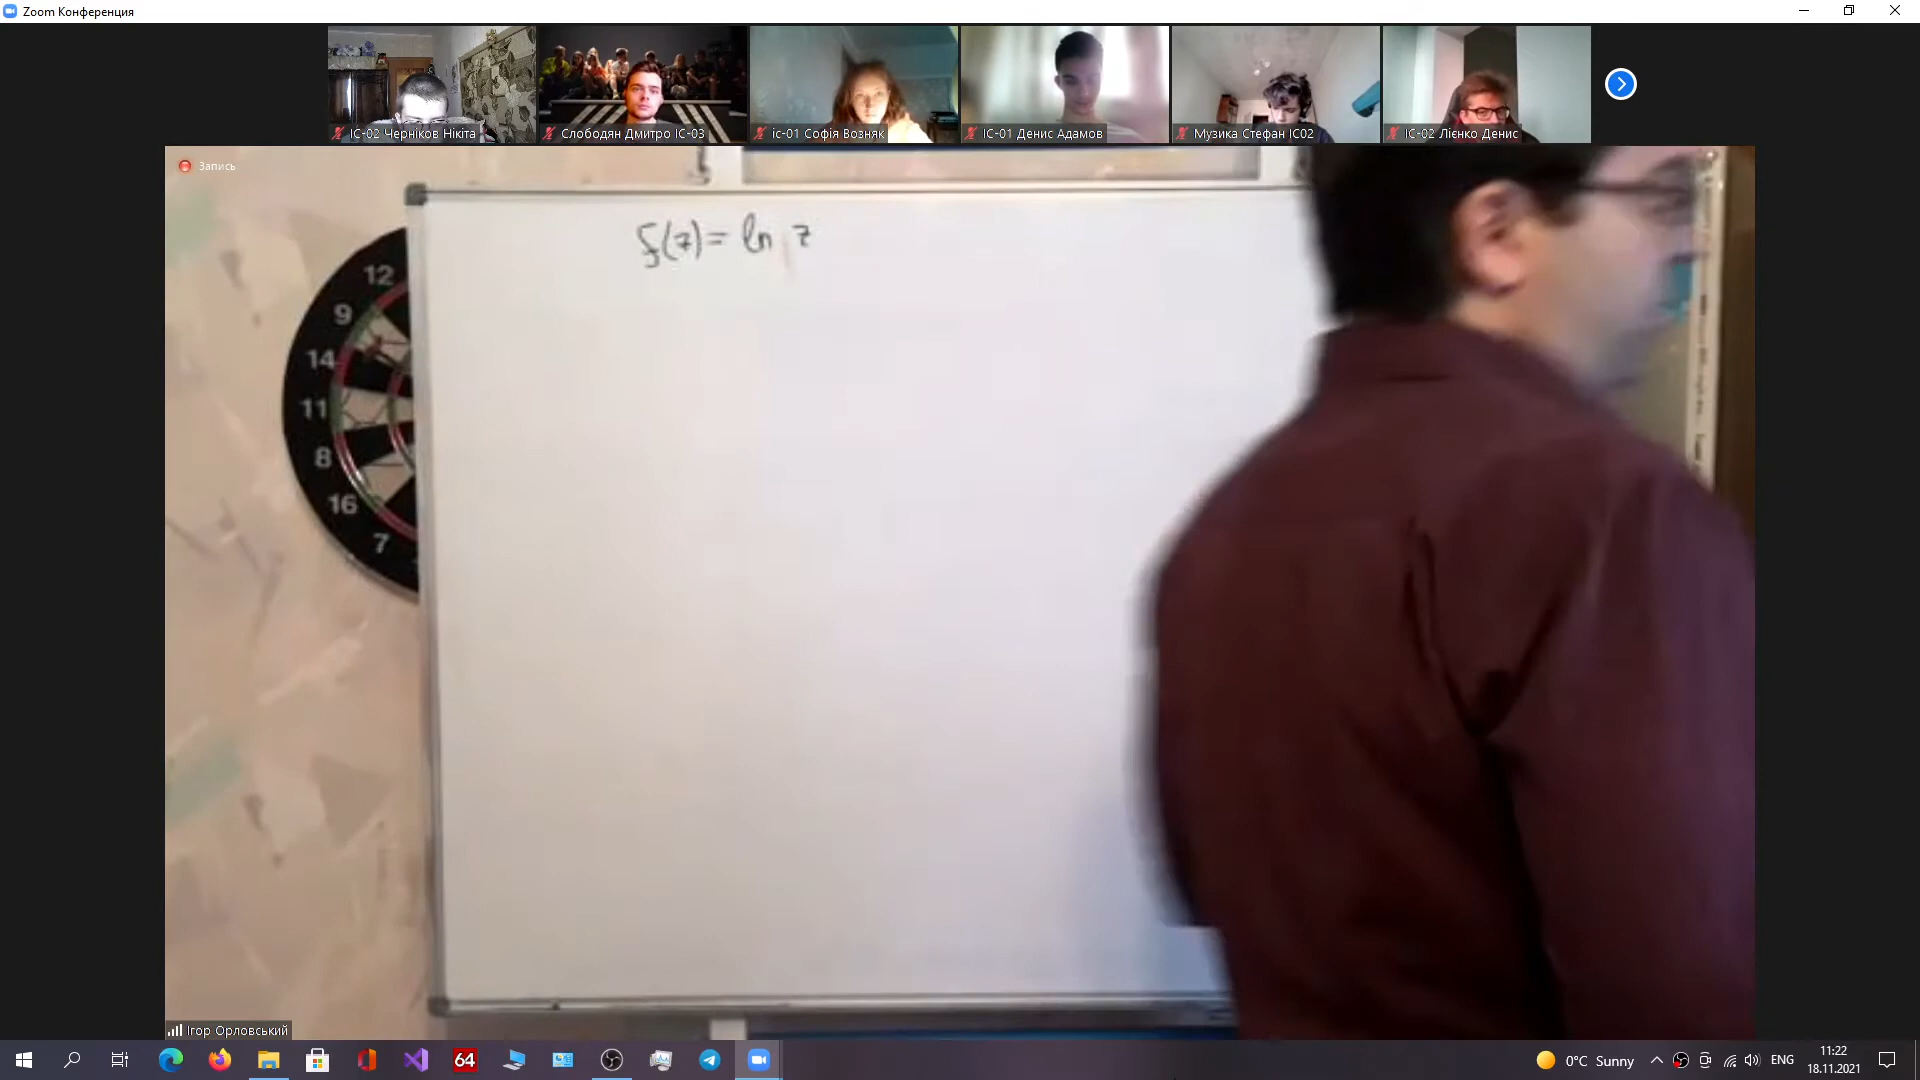 Zoom Конференция
ІС-02 Черніков Нікіта
Слободян Дмитро ІС-03
іс-01 Софія Возняк
ІС-01 Денис Адамов
Музика Стефан ІС02
ІС-02 Лієнко Денис
Запись
f(z) = ln z
12
9
14
11
8
16
7
Ігор Орловський
64
0°C Sunny
ENG
11:22
18.11.2021